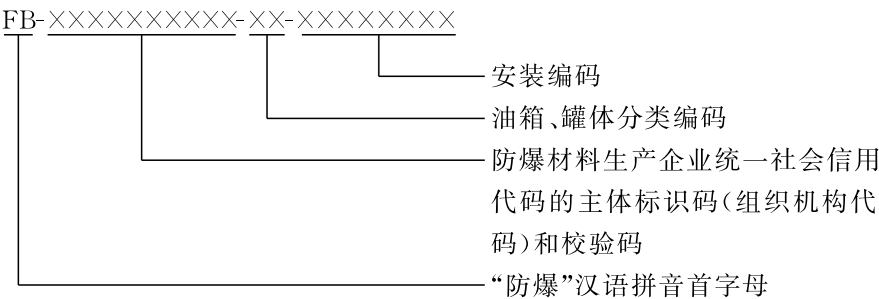 FB-××××××××××-××-××××××××
安装编码
油箱、罐体分类编码
防爆材料生产企业统一社会信用
代码的主体标识码(组织机构代
码)和校验码
“防爆”汉语拼音首字母